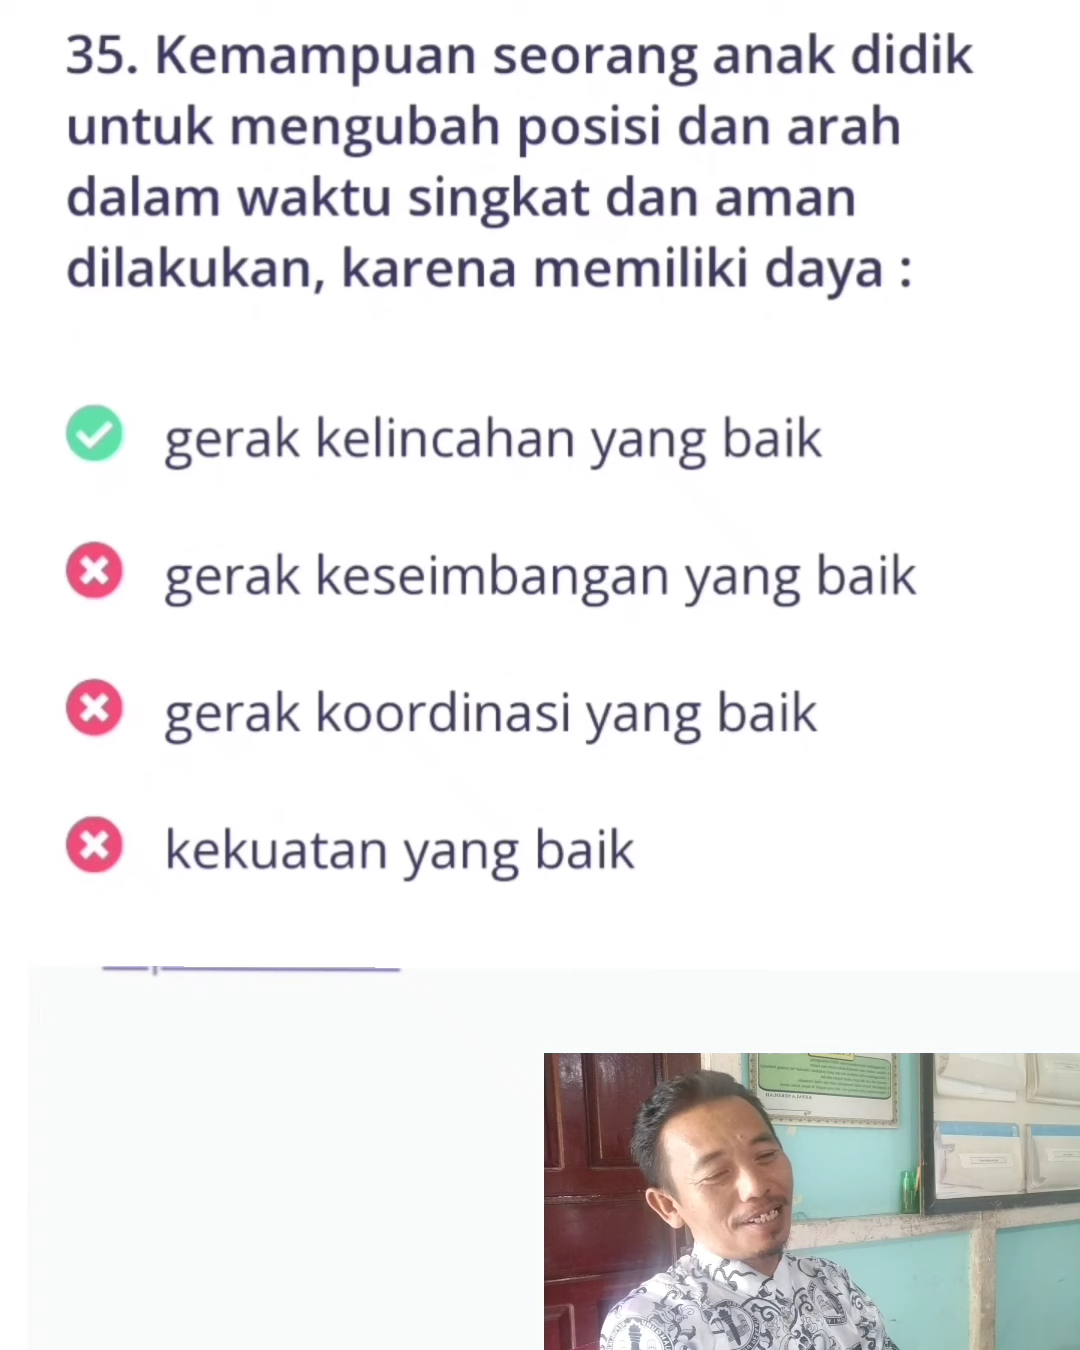 35. Kemampuan seorang anak didik
untuk mengubah posisi dan arah
dalam waktu singkat dan aman
dilakukan, karena memiliki daya :
gerak kelincahan yang baik
gerak keseimbangan yang baik
gerak koordinasi yang baik
kekuatan yang baik